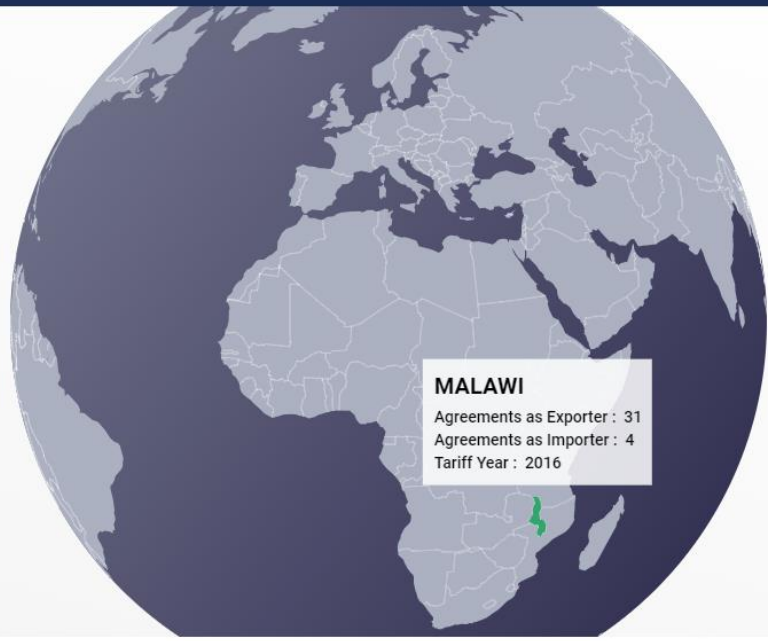 MALAWI
Agreements as Exporter : 31
Agreements as Importer : 4
Tariff Year : 2016